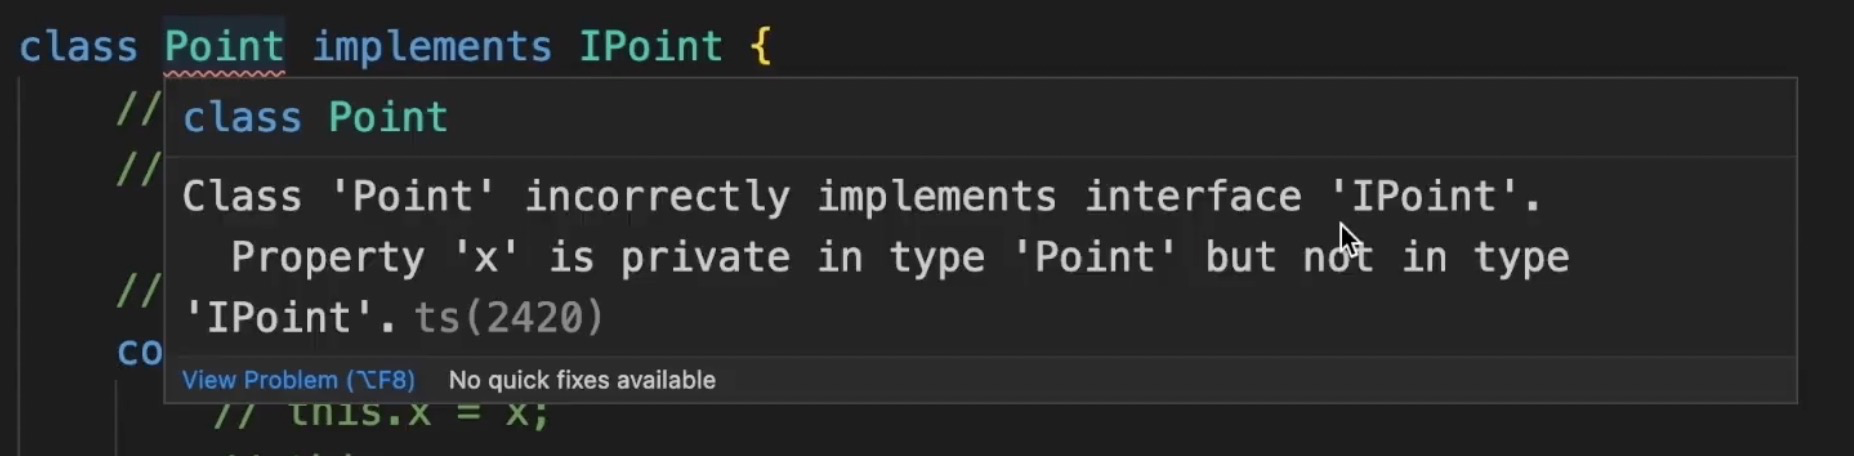 class Point implements IPoint {
//
class Point
//
Class 'Point' incorrectly implements interface 'IPoint'.
Property 'x' is private in type 'Point' but not in type
//
'IPoint'. ts(2420)
co
View Problem (⌥F8) No quick fixes available
// this.x = x;